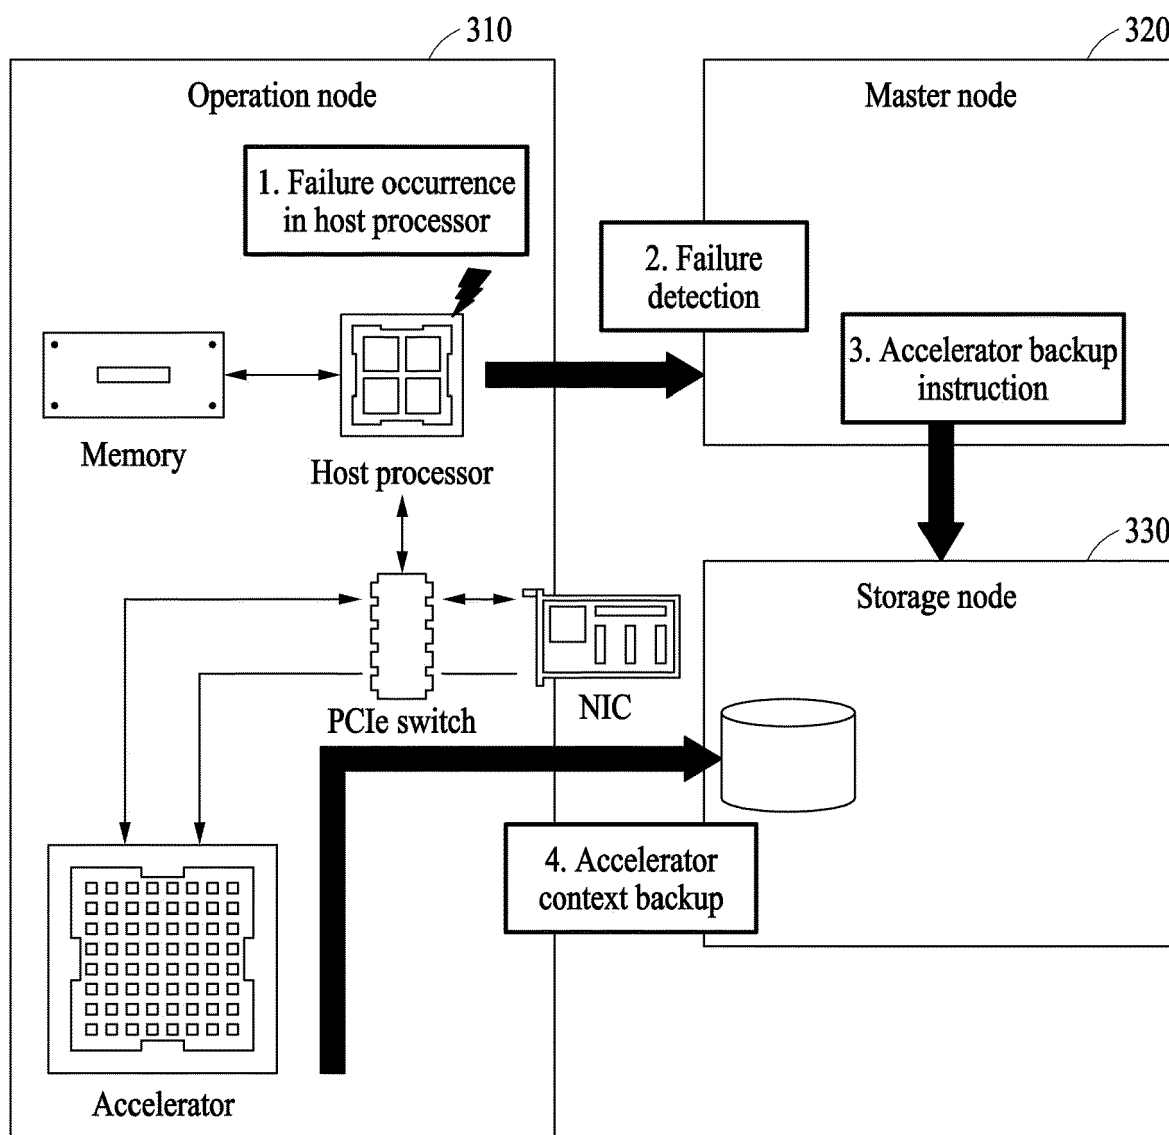 310
320
Operation node
Master node
1. Failure occurrence
in host processor
2. Failure
detection
3. Accelerator backup
instruction
Memory
Host processor
330
Storage node
PCIe switch
NIC
4. Accelerator
context backup
Accelerator